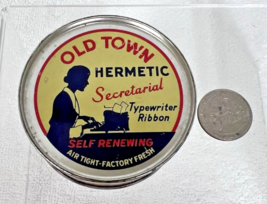 OLD TOWN
HERMETIC
Secretarial
Typewriter
Ribbon
SELF RENEWING
AIR TIGHT-FACTORY FRESH